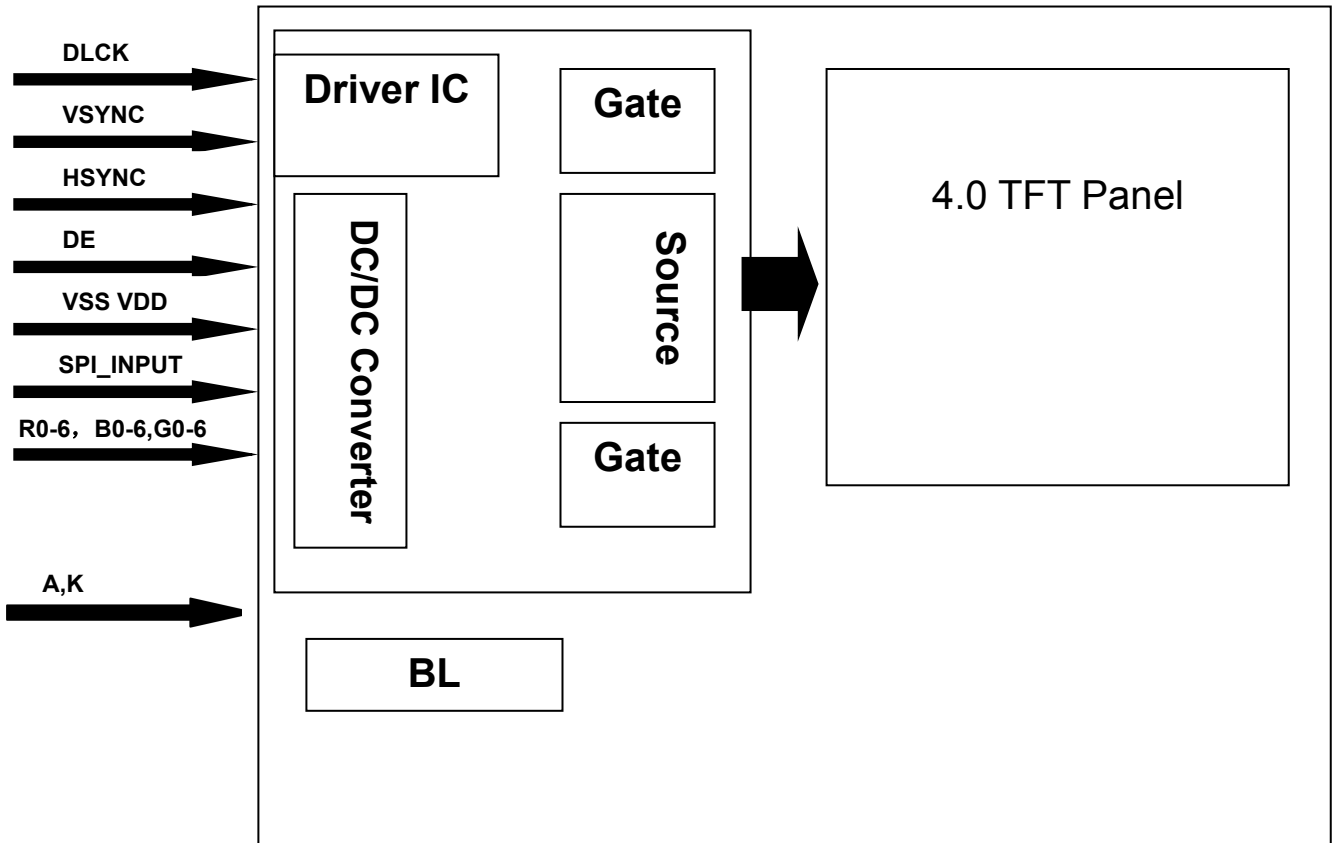 DLCK
VSYNC
HSYNC
DE
VSS VDD
SPI_INPUT
R0-6，B0-6,G0-6
A,K
Driver IC
DC/DC Converter
Gate
Source
Gate
BL
4.0 TFT Panel